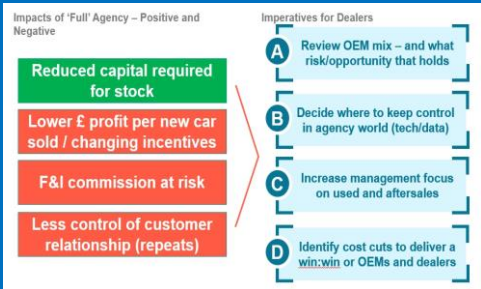 Impacts of ‘Full’ Agency – Positive and
Negative
Reduced capital required
for stock
Lower £ profit per new car
sold / changing incentives
F&I commission at risk
Less control of customer
relationship (repeats)
Imperatives for Dealers
A
Review OEM mix – and what
risk/opportunity that holds
B
Decide where to keep control
in agency world (tech/data)
C
Increase management focus
on used and aftersales
D
Identify cost cuts to deliver a
win:win or OEMs and dealers